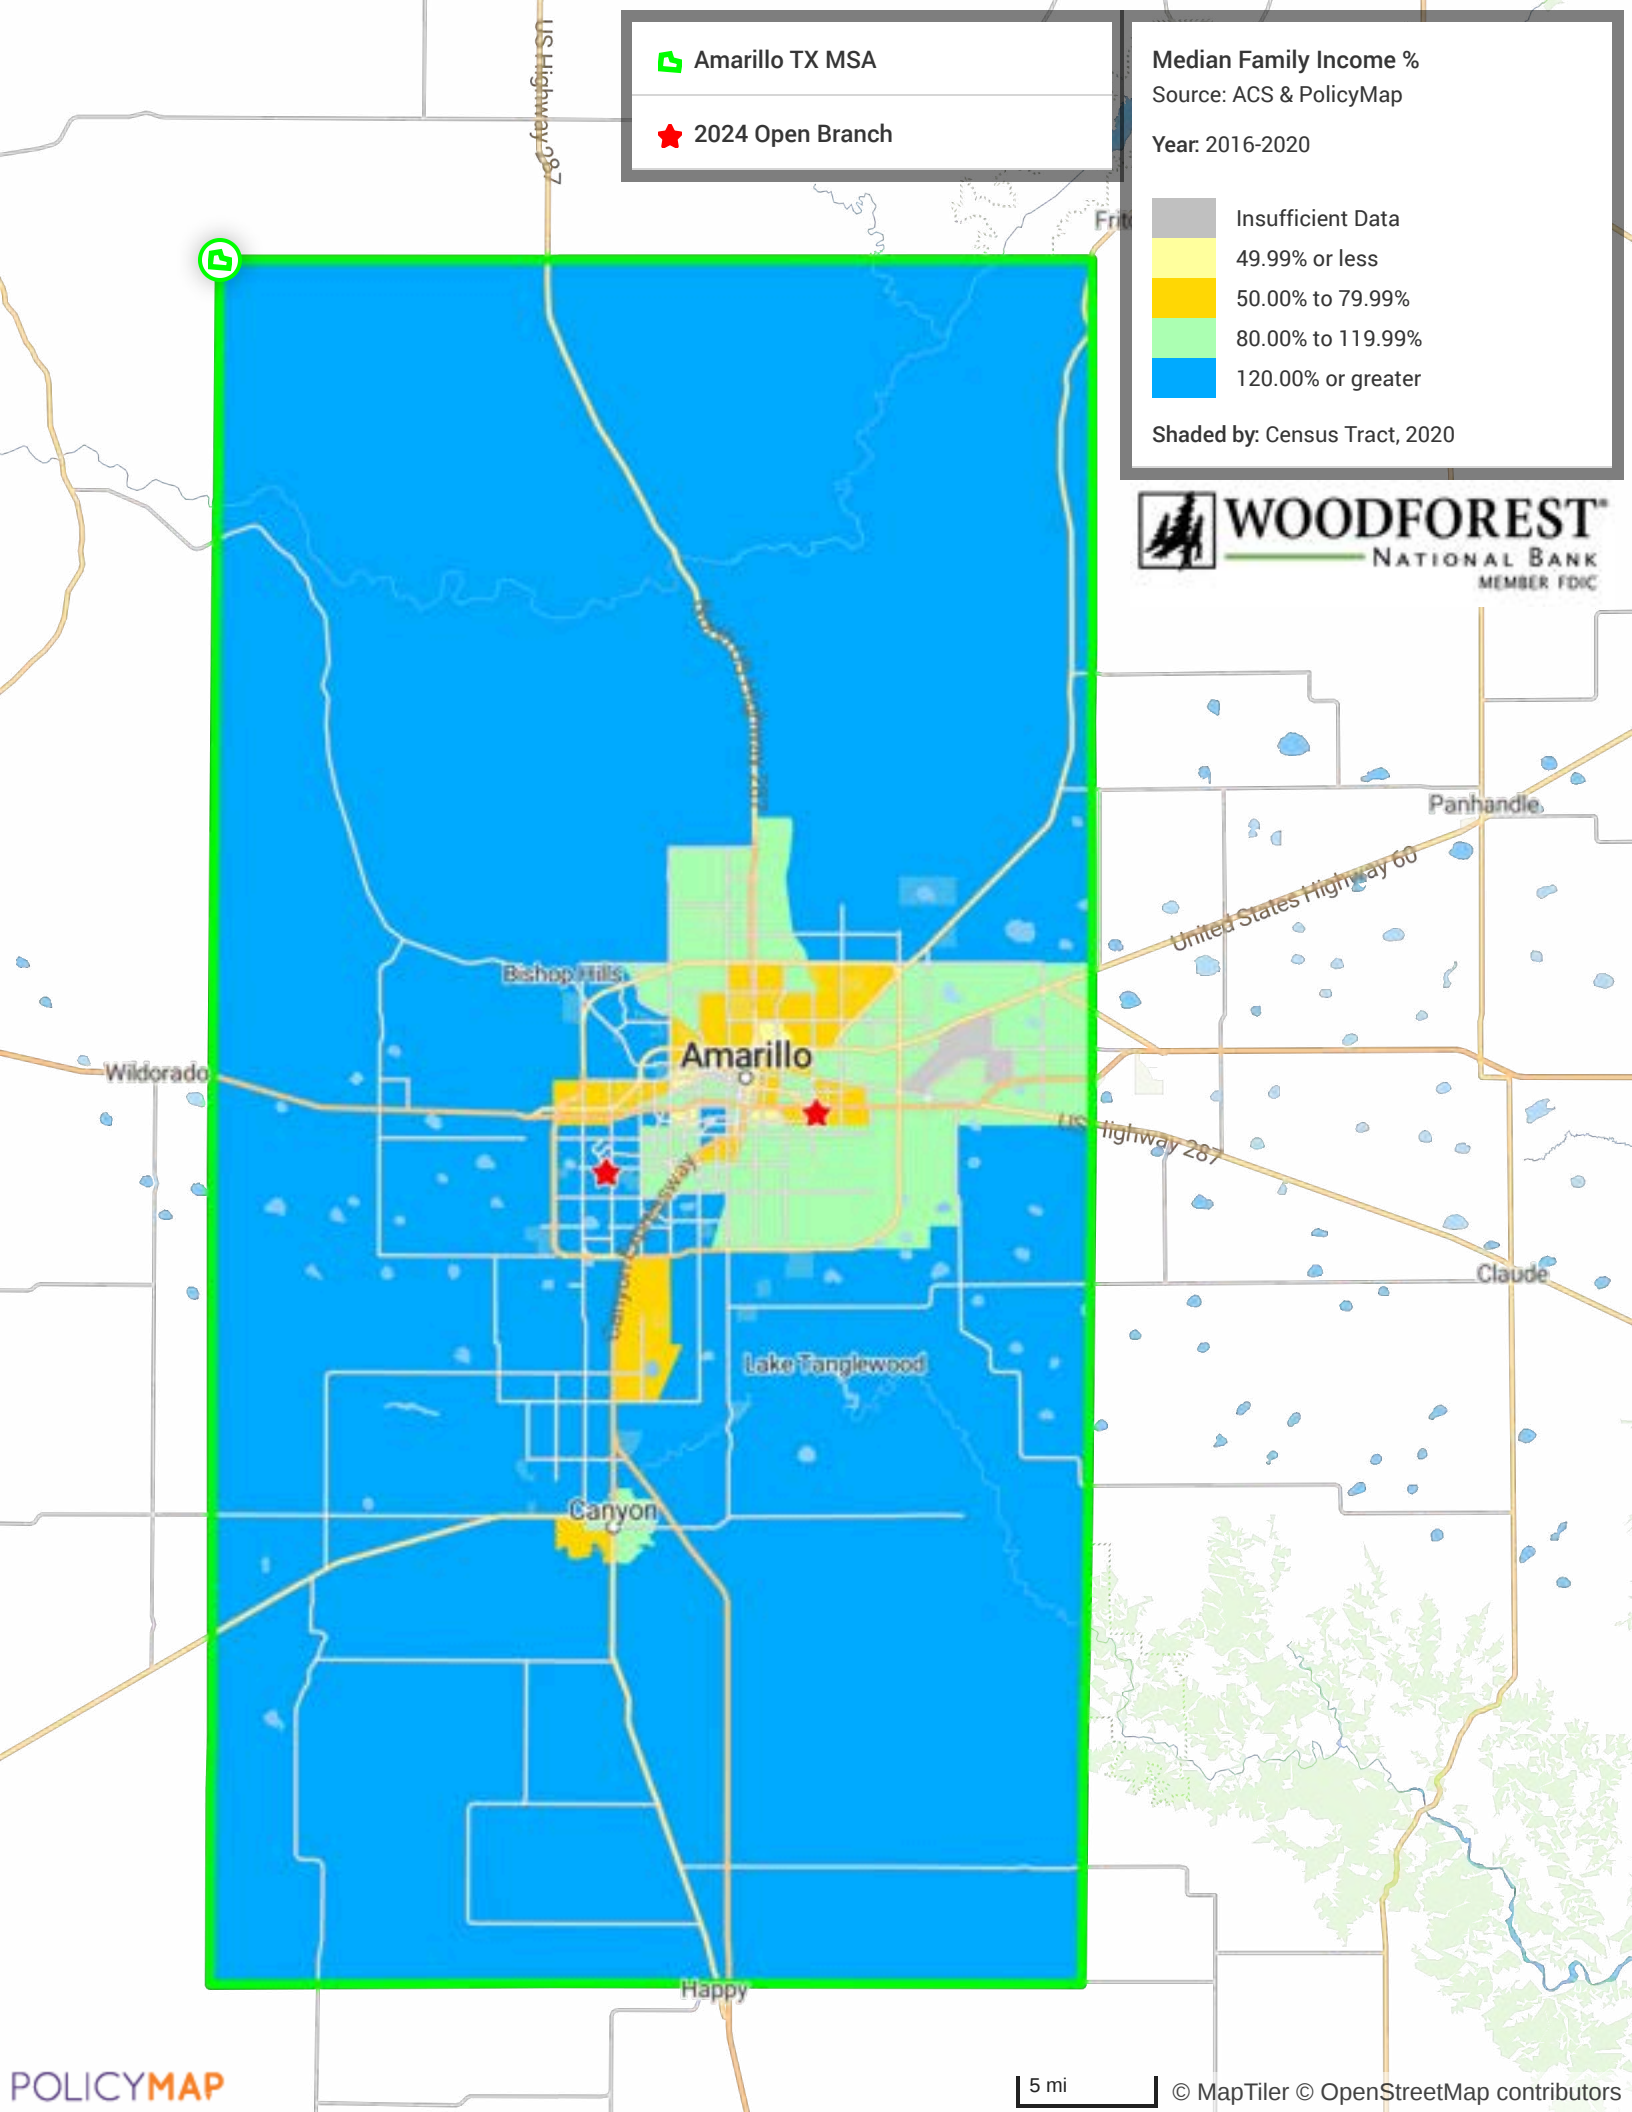 US Highway 287
Amarillo TX MSA
2024 Open Branch
Median Family Income %
Source: ACS & PolicyMap
Year: 2016-2020
Insufficient Data
49.99% or less
50.00% to 79.99%
80.00% to 119.99%
120.00% or greater
Shaded by: Census Tract, 2020
WOODFOREST
NATIONAL BANK
MEMBER FDIC
Panhandle
United States Highway 60
Bishop Hills
Amarillo
Wildorado
US Highway 287
Canyon Expressway
Claude
Lake Tanglewood
Canyon
Happy
POLICYMAP
5 mi
© MapTiler © OpenStreetMap contributors